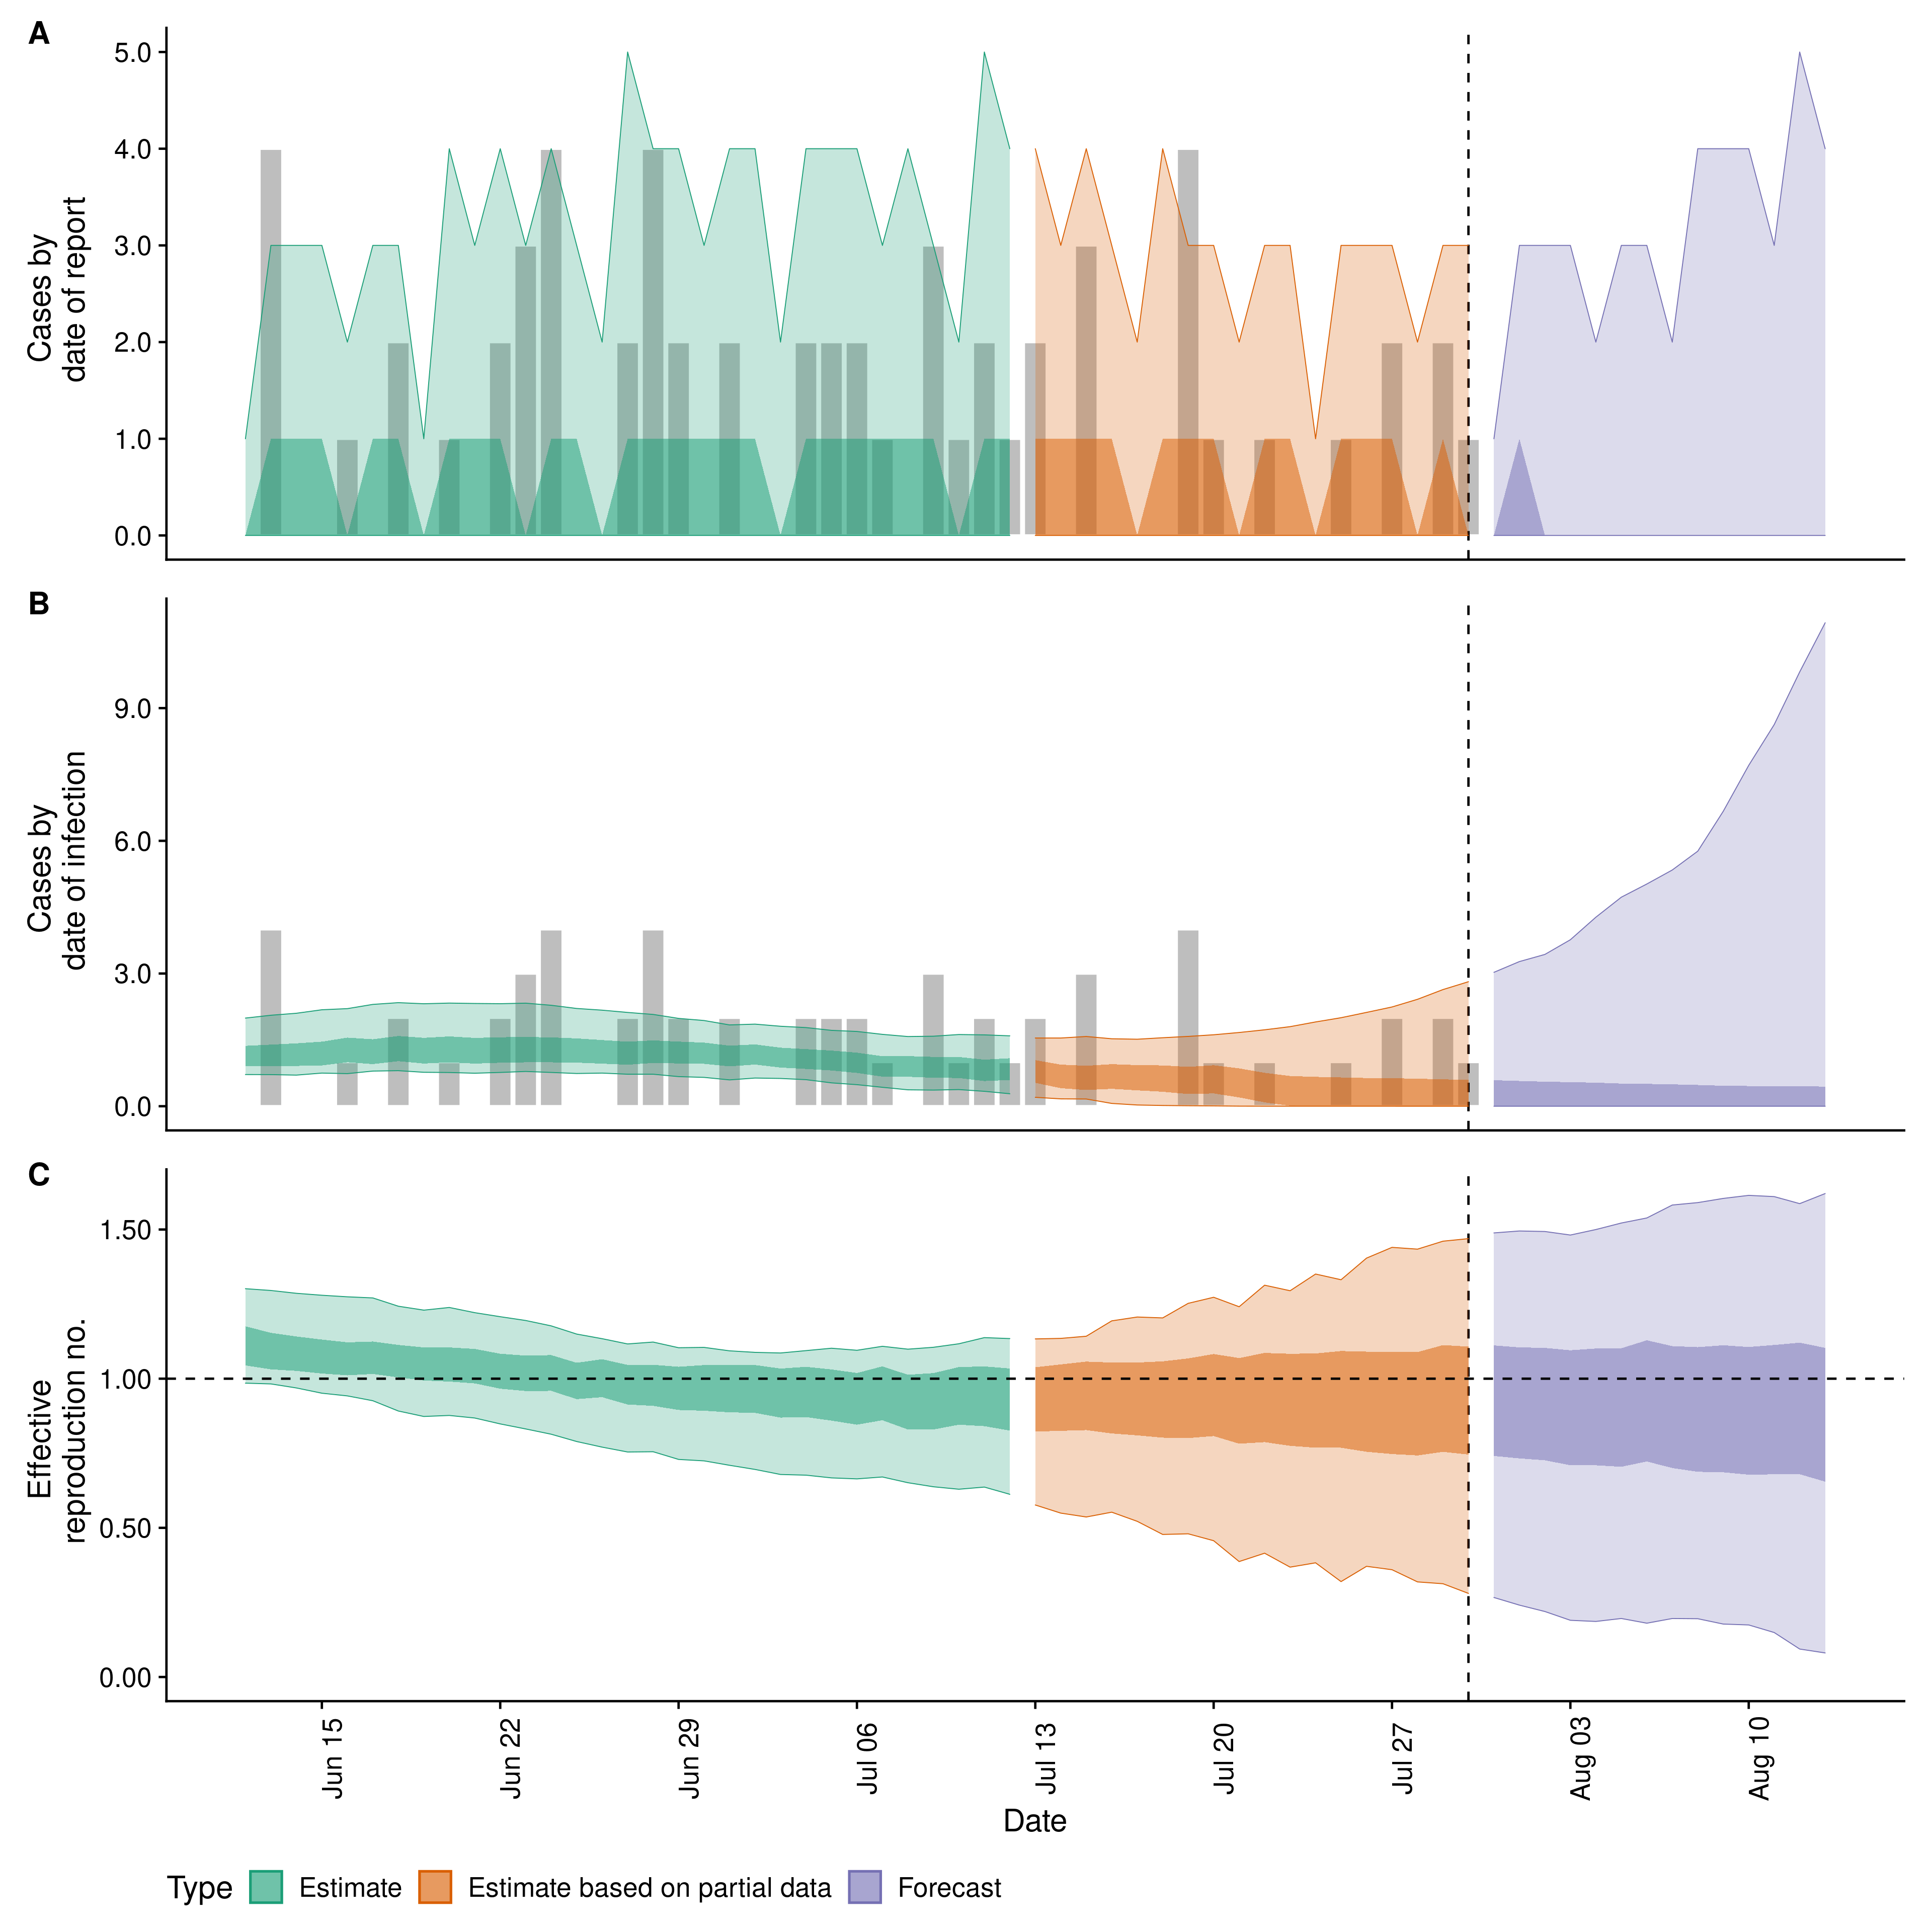 A
5.0
4.0
3.0
2.0
1.0
0.0
Cases by
date of report
B
9.0
6.0
3.0
0.0
Cases by
date of infection
C
1.50
1.00
0.50
0.00
Effective
reproduction no.
Jun 15
Jun 22
Jun 29
Jul 06
Jul 13
Jul 20
Jul 27
Aug 03
Aug 10
Date
Type Estimate Estimate based on partial data Forecast